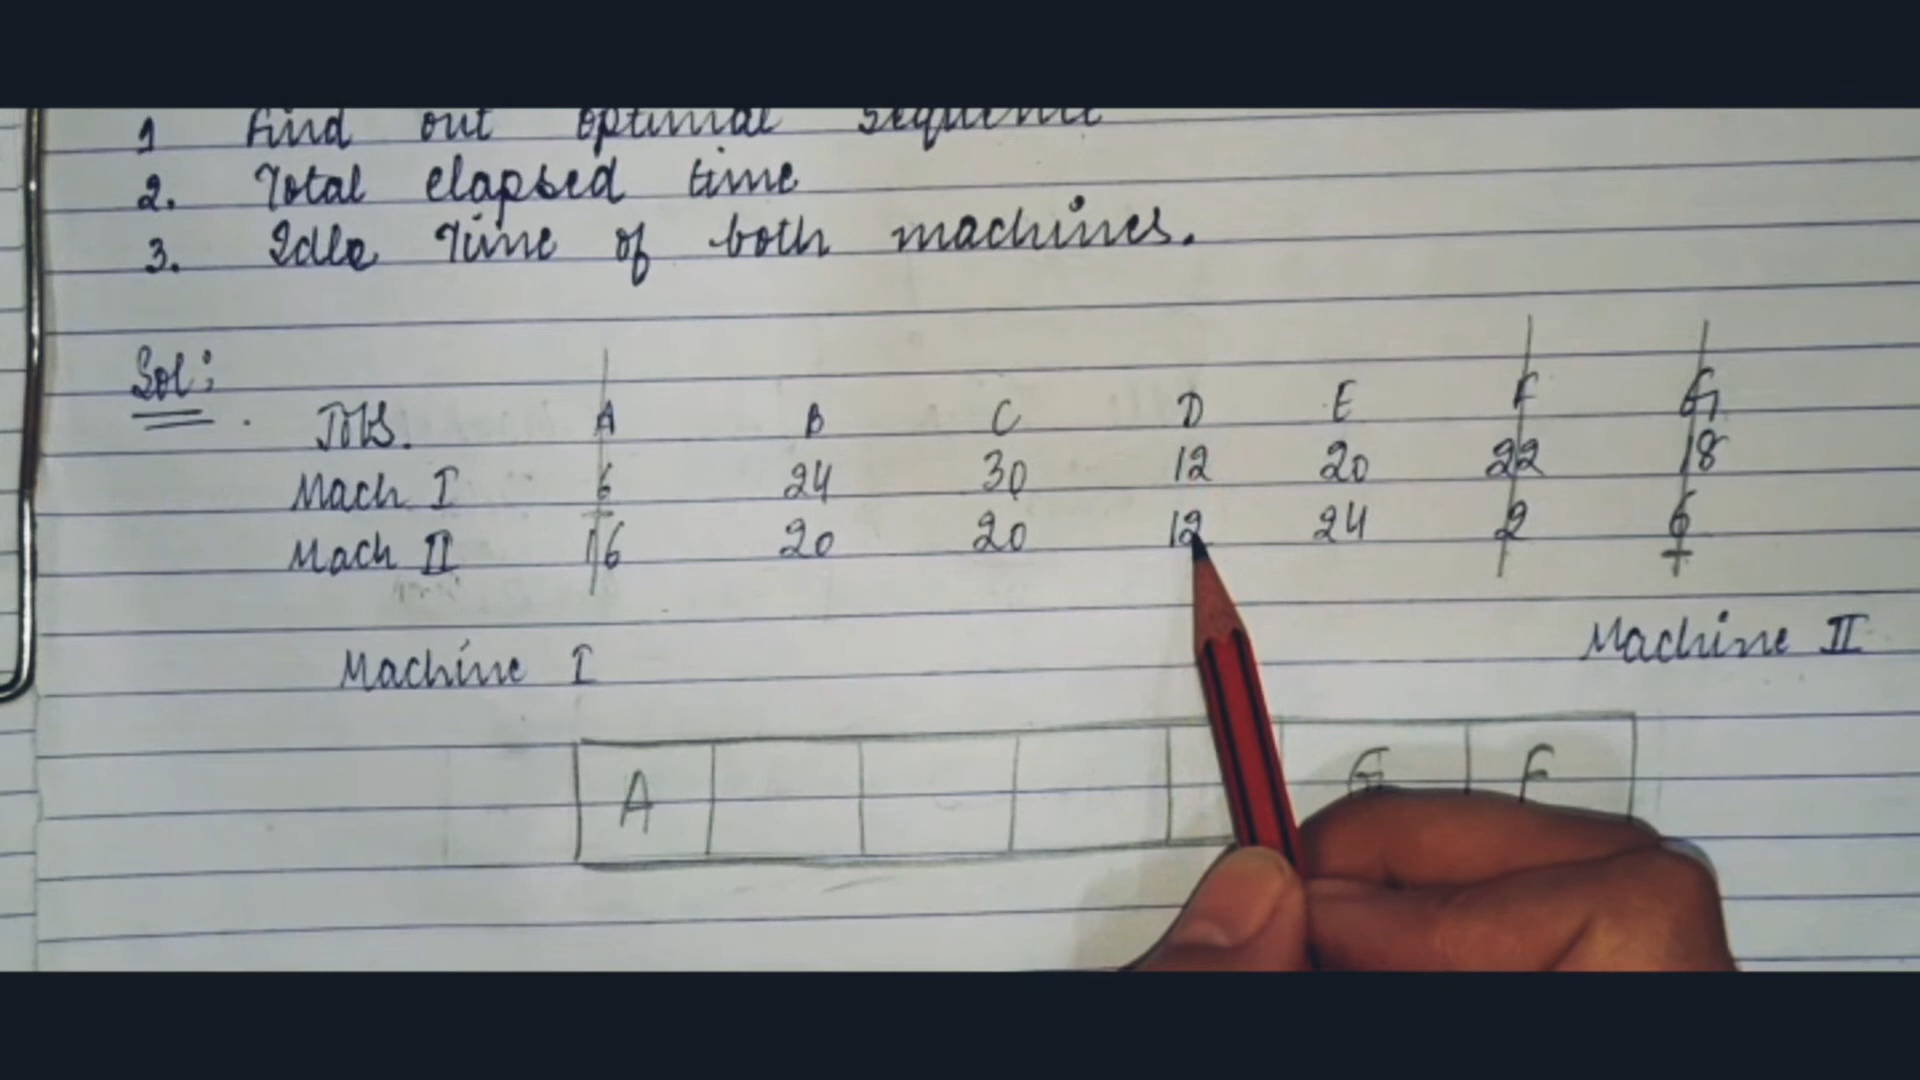 1 Find out optimal sequence
2. Total elapsed time
3. Idle Time of both machines.
Sol:
Jobs. A B C D E F G
Mach I 6 24 30 12 20 22 18
Mach II 16 20 20 12 24 2 6
Machine I Machine II
A G F